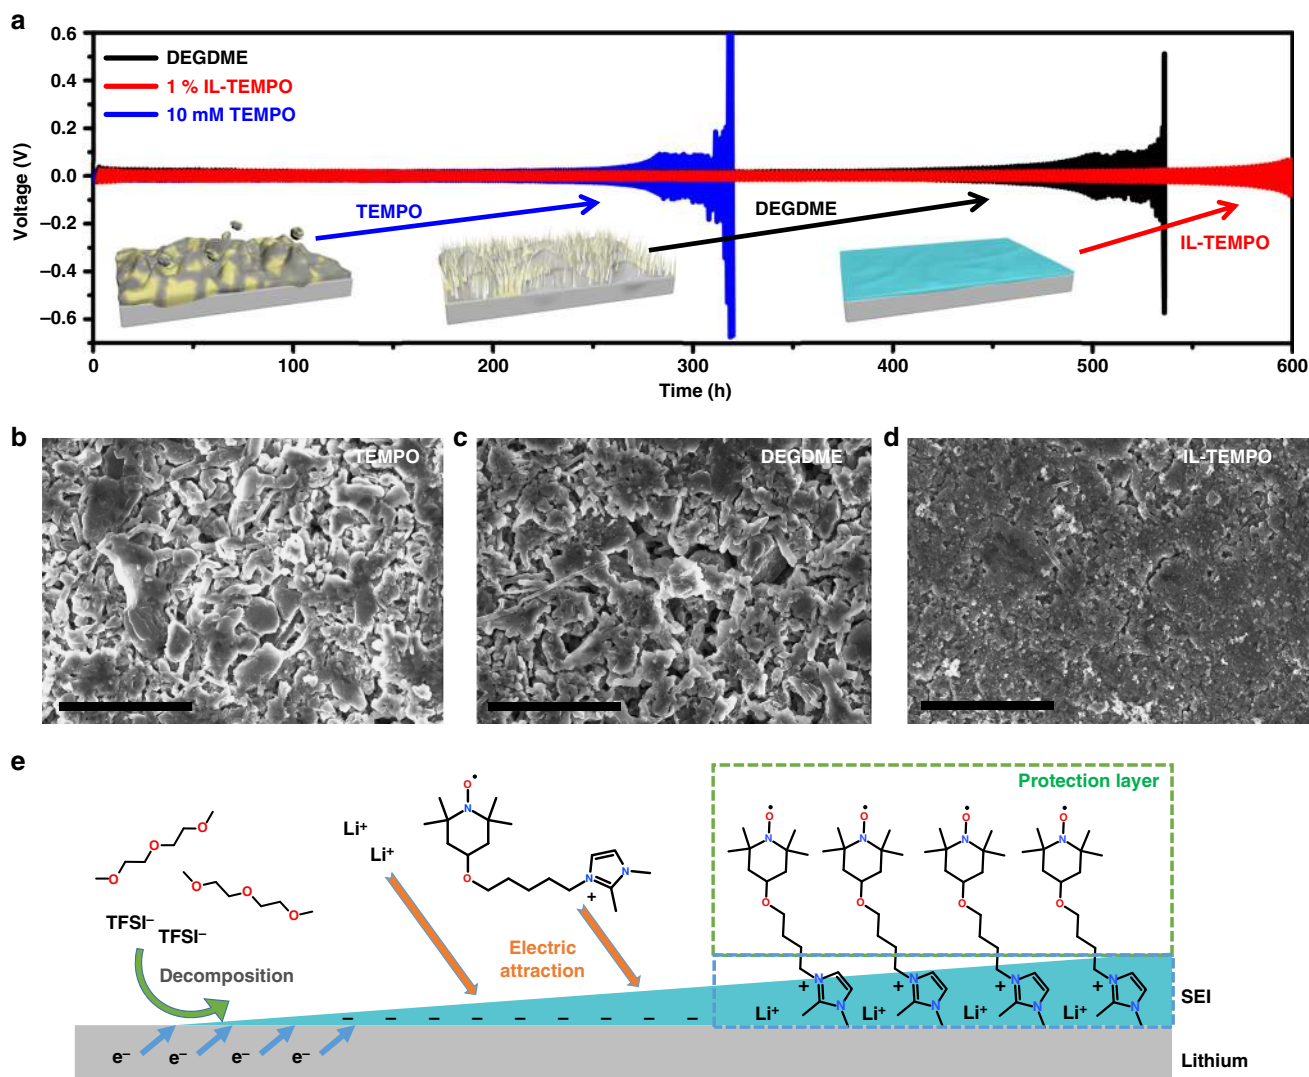 a
0.6
0.4
0.2
0.0
−0.2
−0.4
−0.6
Voltage (V)
DEGDME
1 % IL-TEMPO
10 mM TEMPO
TEMPO
DEGDME
IL-TEMPO
0
100
200
300
400
500
600
Time (h)
b
TEMPO
c
DEGDME
d
IL-TEMPO
e
Protection layer
O
O
O
O
O
O
TFSI−
TFSI−
Decomposition
e−
e−
e−
e−
Li+
Li+
O
N
O
N
N
+
Electric
attraction
− − − − − − − − −
O
O
O
O
N
N
N
N
O
O
O
O
N
N
N
N
+
+
+
+
N
N
N
N
Li+
Li+
Li+
Li+
SEI
Lithium